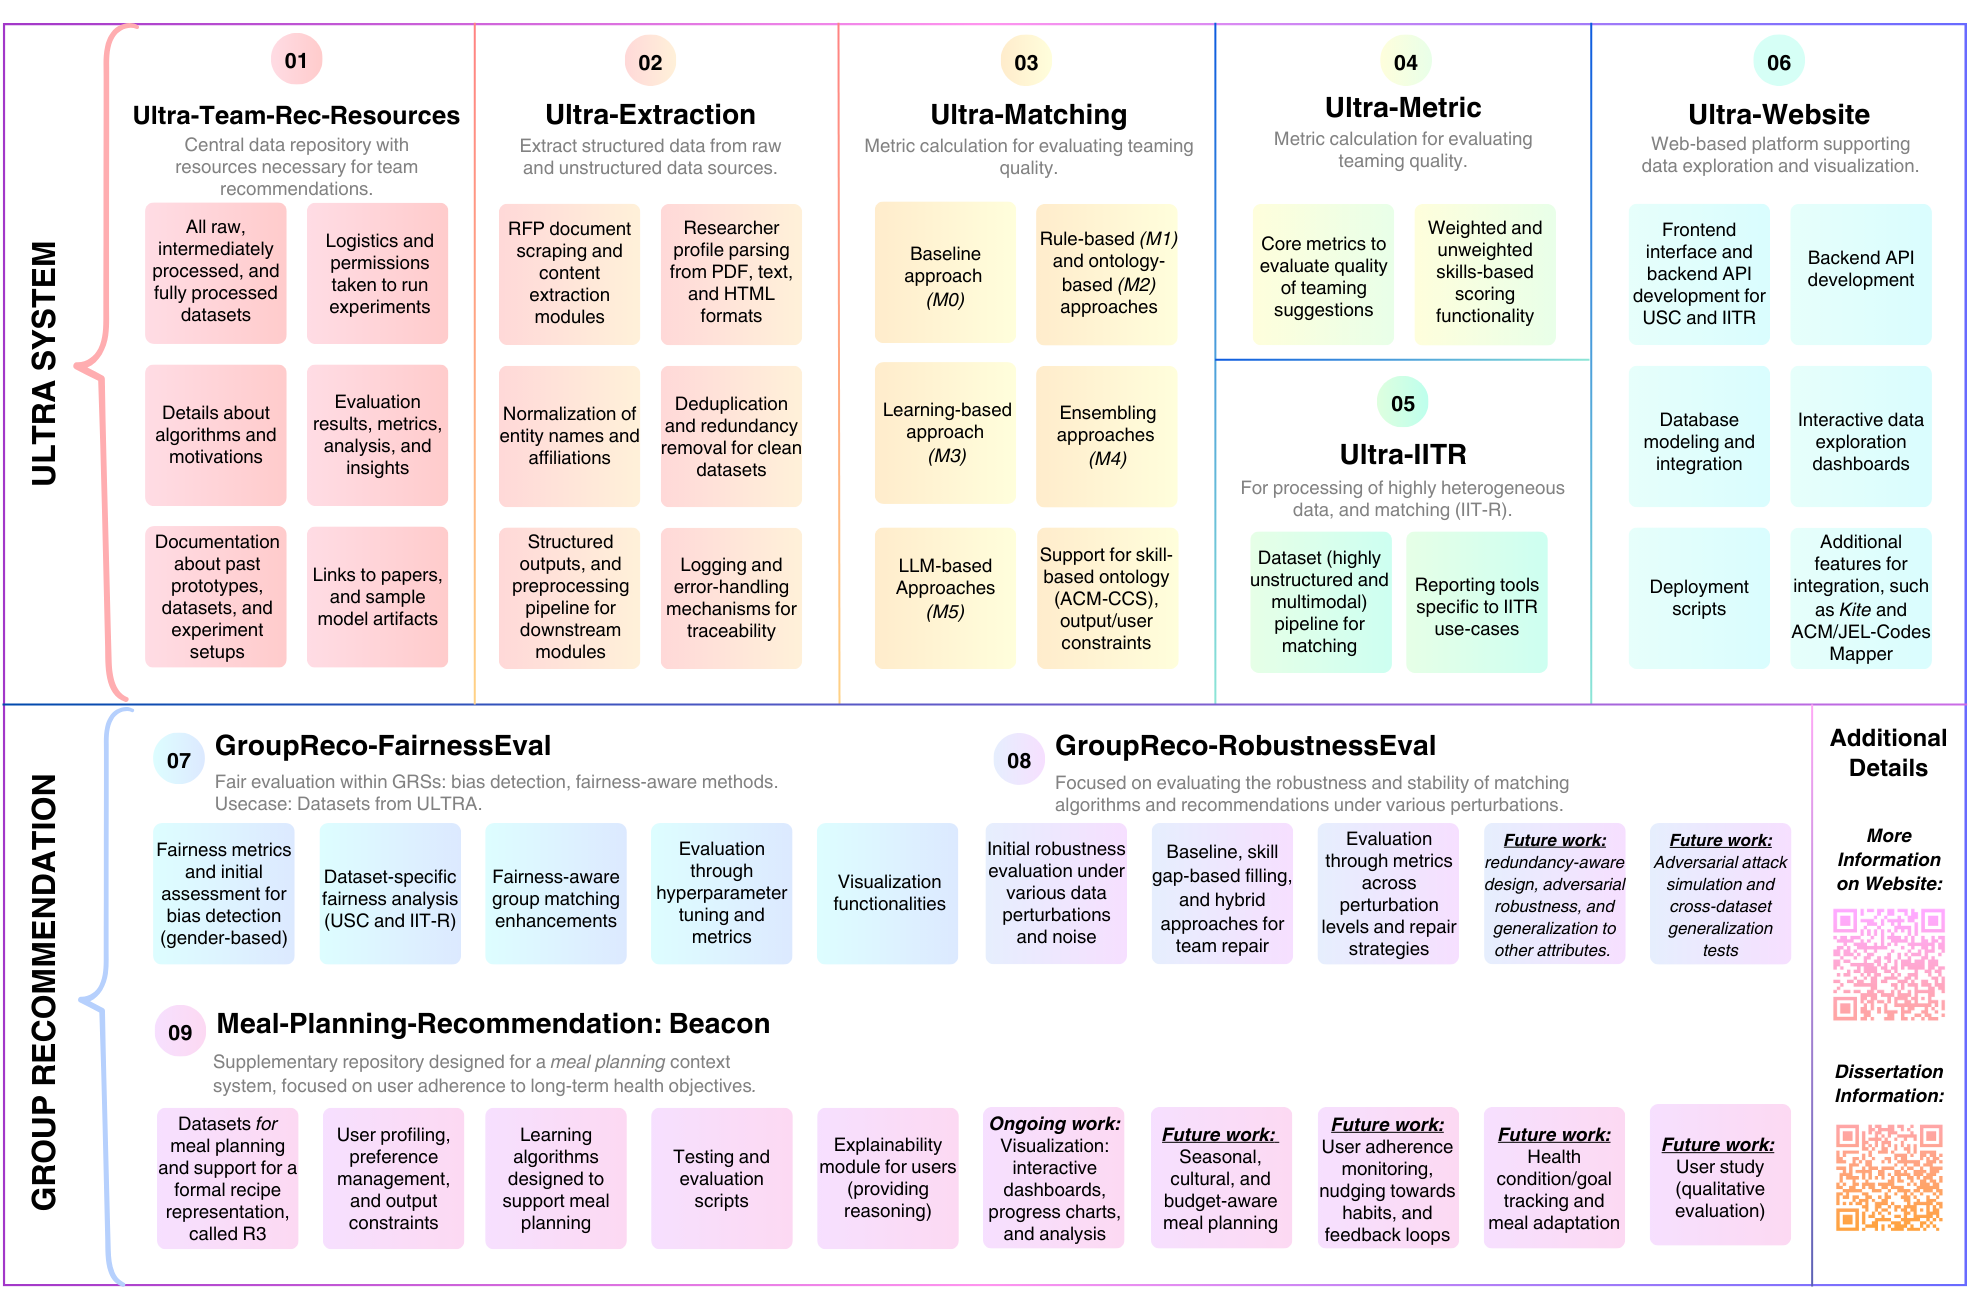 ULTRA SYSTEM
01
Ultra-Team-Rec-Resources
Central data repository with
resources necessary for team
recommendations.
All raw,
intermediately
processed, and
fully processed
datasets
Logistics and
permissions
taken to run
experiments
Details about
algorithms and
motivations
Evaluation
results, metrics,
analysis, and
insights
Documentation
about past
prototypes,
datasets, and
experiment
setups
Links to papers,
and sample
model artifacts
02
Ultra-Extraction
Extract structured data from raw
and unstructured data sources.
RFP document
scraping and
content
extraction
modules
Researcher
profile parsing
from PDF, text,
and HTML
formats
Normalization of
entity names and
affiliations
Deduplication
and redundancy
removal for clean
datasets
Structured
outputs, and
preprocessing
pipeline for
downstream
modules
Logging and
error-handling
mechanisms for
traceability
03
Ultra-Matching
Metric calculation for evaluating teaming
quality.
Baseline
approach
(M0)
Rule-based (M1)
and ontology-
based (M2)
approaches
Learning-based
approach
(M3)
Ensembling
approaches
(M4)
LLM-based
Approaches
(M5)
Support for skill-
based ontology
(ACM-CCS),
output/user
constraints
04
Ultra-Metric
Metric calculation for evaluating
teaming quality.
Core metrics to
evaluate quality
of teaming
suggestions
Weighted and
unweighted
skills-based
scoring
functionality
05
Ultra-IITR
For processing of highly heterogeneous
data, and matching (IIT-R).
Dataset (highly
unstructured and
multimodal)
pipeline for
matching
Reporting tools
specific to IITR
use-cases
06
Ultra-Website
Web-based platform supporting
data exploration and visualization.
Frontend
interface and
backend API
development for
USC and IITR
Backend API
development
Database
modeling and
integration
Interactive data
exploration
dashboards
Deployment
scripts
Additional
features for
integration, such
as Kite and
ACM/JEL-Codes
Mapper
GROUP RECOMMENDATION
07
GroupReco-FairnessEval
Fair evaluation within GRSs: bias detection, fairness-aware methods.
Usecase: Datasets from ULTRA.
Fairness metrics
and initial
assessment for
bias detection
(gender-based)
Dataset-specific
fairness analysis
(USC and IIT-R)
Fairness-aware
group matching
enhancements
Evaluation
through
hyperparameter
tuning and
metrics
Visualization
functionalities
08
GroupReco-RobustnessEval
Focused on evaluating the robustness and stability of matching
algorithms and recommendations under various perturbations.
Initial robustness
evaluation under
various data
perturbations
and noise
Baseline, skill
gap-based filling,
and hybrid
approaches for
team repair
Evaluation
through metrics
across
perturbation
levels and repair
strategies
Future work:
redundancy-aware
design, adversarial
robustness, and
generalization to
other attributes.
Future work:
Adversarial attack
simulation and
cross-dataset
generalization
tests
09
Meal-Planning-Recommendation: Beacon
Supplementary repository designed for a meal planning context
system, focused on user adherence to long-term health objectives.
Datasets for
meal planning
and support for a
formal recipe
representation,
called R3
User profiling,
preference
management,
and output
constraints
Learning
algorithms
designed to
support meal
planning
Testing and
evaluation
scripts
Explainability
module for users
(providing
reasoning)
Ongoing work:
Visualization:
interactive
dashboards,
progress charts,
and analysis
Future work:
Seasonal,
cultural, and
budget-aware
meal planning
Future work:
User adherence
monitoring,
nudging towards
habits, and
feedback loops
Future work:
Health
condition/goal
tracking and
meal adaptation
Future work:
User study
(qualitative
evaluation)
Additional
Details
More
Information
on Website:
Dissertation
Information: